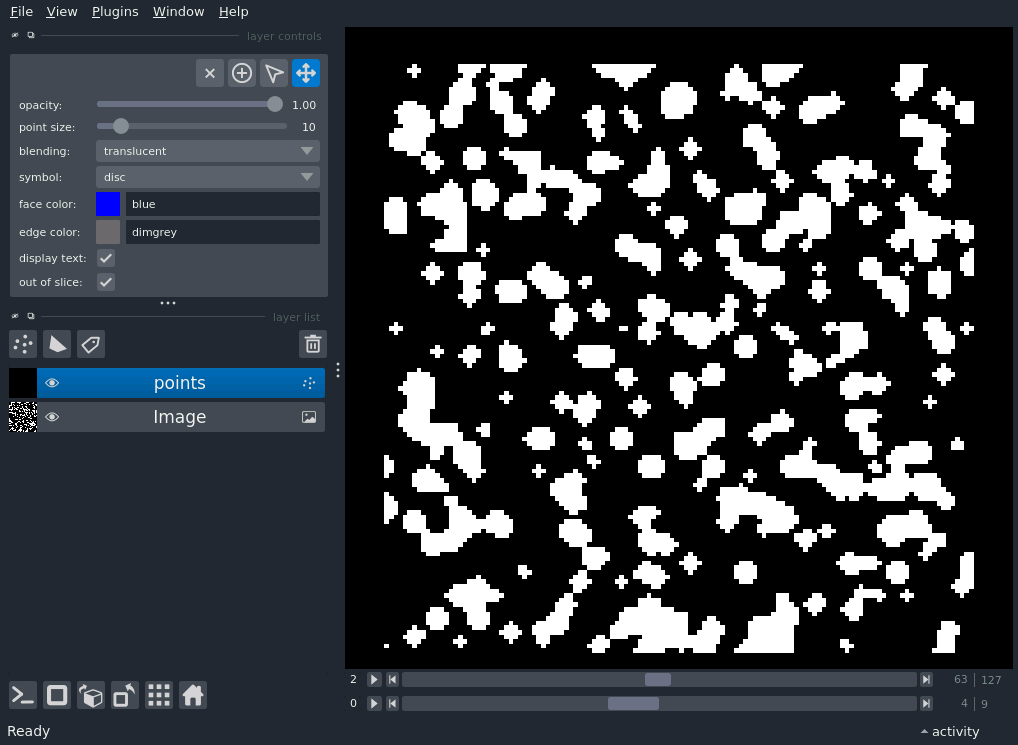 File View Plugins Window Help
layer controls
opacity: 1.00
point size: 10
blending: translucent
symbol: disc
face color: blue
edge color: dimgrey
display text:
out of slice:
layer list
points
Image
2 63 127
0 4 9
Ready activity